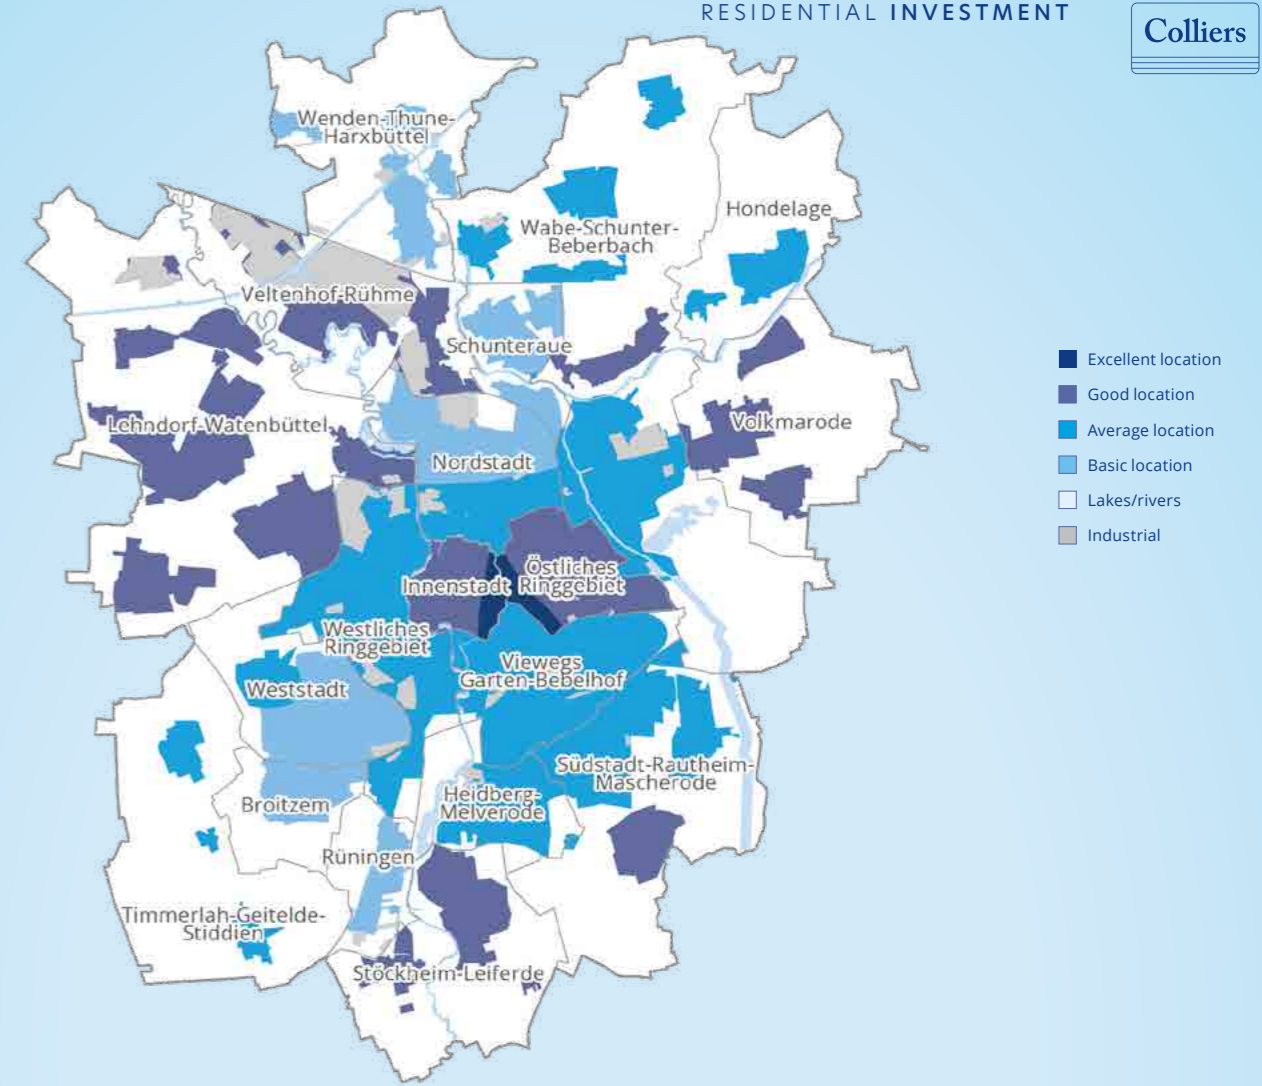 RESIDENTIAL INVESTMENT
Colliers
Wenden-Thune-
Harxbüttel
Hondelage
Wabe-Schunter-
Beberbach
Veltenhof-Rühme
Schunteraue
Excellent location
Good location
Average location
Basic location
Lakes/rivers
Industrial
Lehndorf-Watenbüttel
Volkmarode
Nordstadt
Östliches
Ringgebiet
Innenstadt
Westliches
Ringgebiet
Viewegs
Garten-Bebelhof
Weststadt
Südstadt-Rautheim-
Mascherode
Heidberg-
Melverode
Broitzem
Rüningen
Timmerlah-Geitelde-
Stiddien
Stöckheim-Leiferde